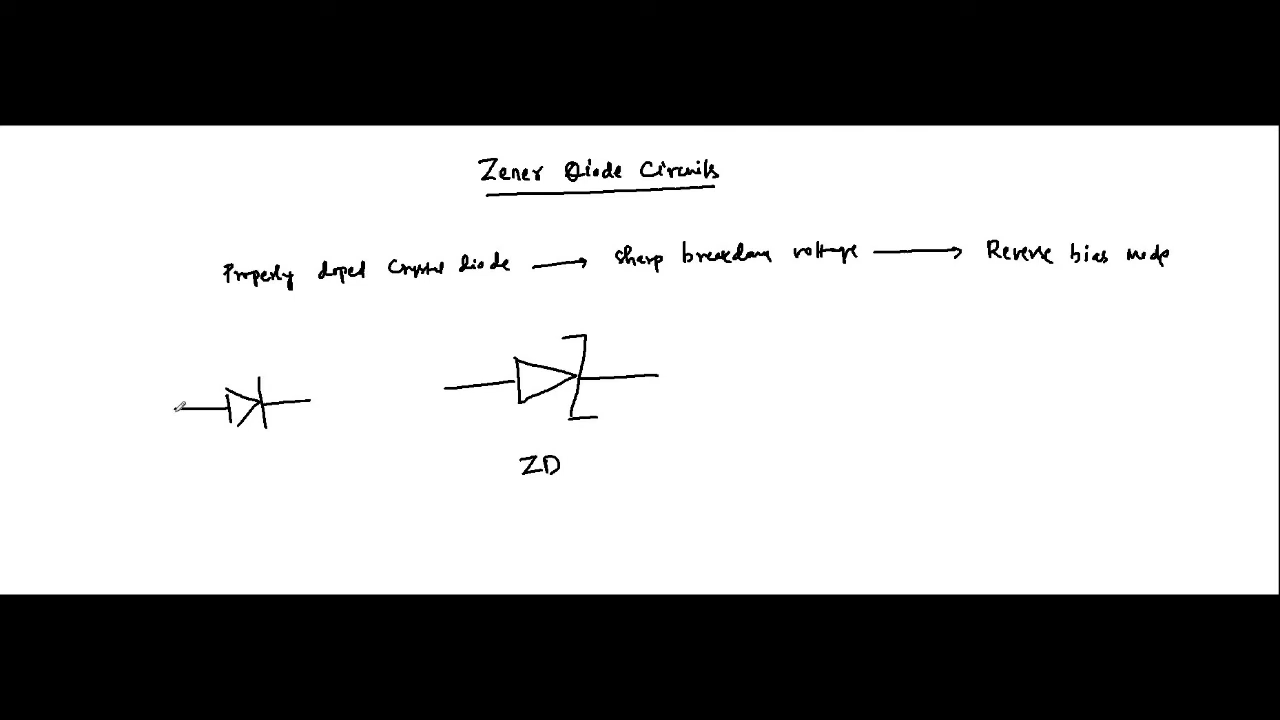 Zener Diode Circuits
Properly doped Crystal diode → Sharp breakdown voltage → Reverse bias mode
ZD